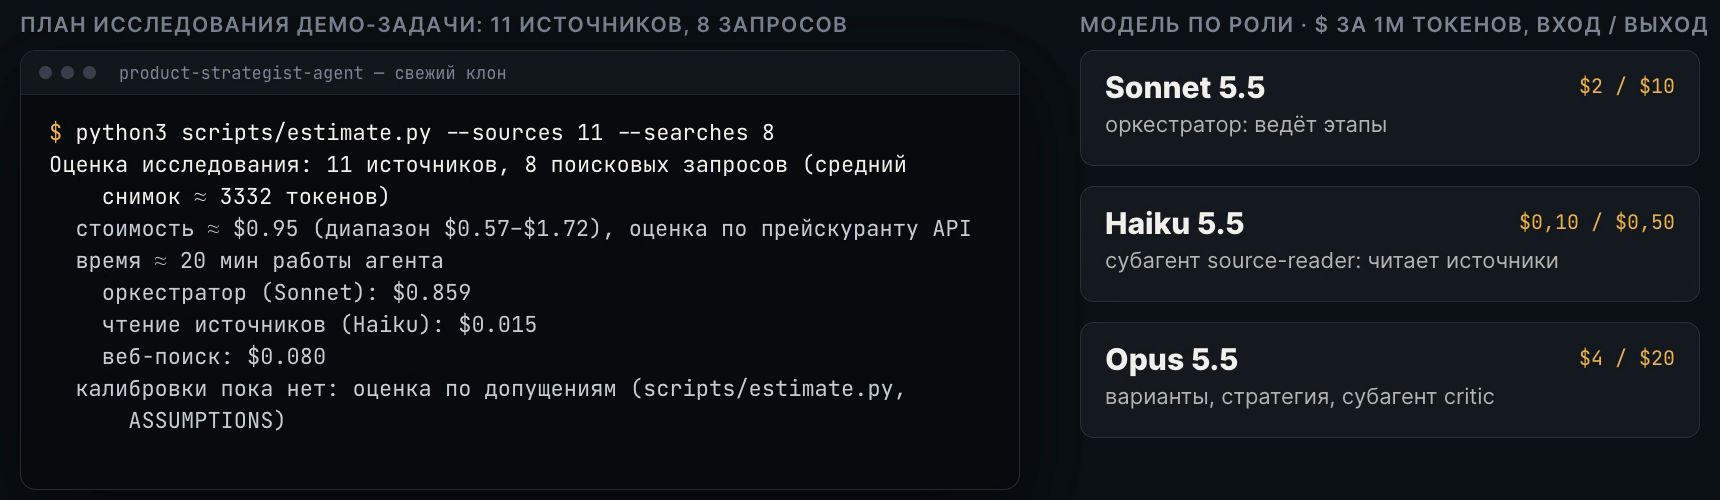 ПЛАН ИССЛЕДОВАНИЯ ДЕМО-ЗАДАЧИ: 11 ИСТОЧНИКОВ, 8 ЗАПРОСОВ
product-strategist-agent — свежий клон
$ python3 scripts/estimate.py --sources 11 --searches 8
Оценка исследования: 11 источников, 8 поисковых запросов (средний
снимок ≈ 3332 токенов)
стоимость ≈ $0.95 (диапазон $0.57–$1.72), оценка по прейскуранту API
время ≈ 20 мин работы агента
оркестратор (Sonnet): $0.859
чтение источников (Haiku): $0.015
веб-поиск: $0.080
калибровки пока нет: оценка по допущениям (scripts/estimate.py,
ASSUMPTIONS)
МОДЕЛЬ ПО РОЛИ · $ ЗА 1М ТОКЕНОВ, ВХОД / ВЫХОД
Sonnet 5.5 $2 / $10
оркестратор: ведёт этапы
Haiku 5.5 $0,10 / $0,50
субагент source-reader: читает источники
Opus 5.5 $4 / $20
варианты, стратегия, субагент critic